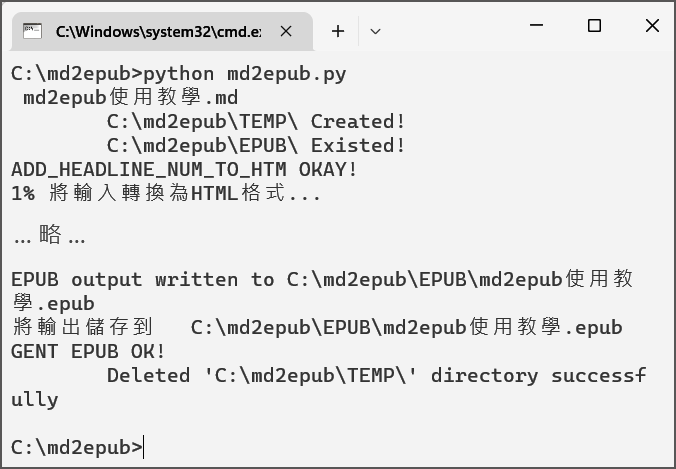 C:\Windows\system32\cmd.e
C:\md2epub>python md2epub.py
md2epub使用教學.md
C:\md2epub\TEMP\ Created!
C:\md2epub\EPUB\ Existed!
ADD_HEADLINE_NUM_TO_HTM OKAY!
1% 將輸入轉換為HTML格式...
... 略 ...
EPUB output written to C:\md2epub\EPUB\md2epub使用教
學.epub
將輸出儲存到 C:\md2epub\EPUB\md2epub使用教學.epub
GENT EPUB OK!
Deleted 'C:\md2epub\TEMP\' directory successf
ully
C:\md2epub>